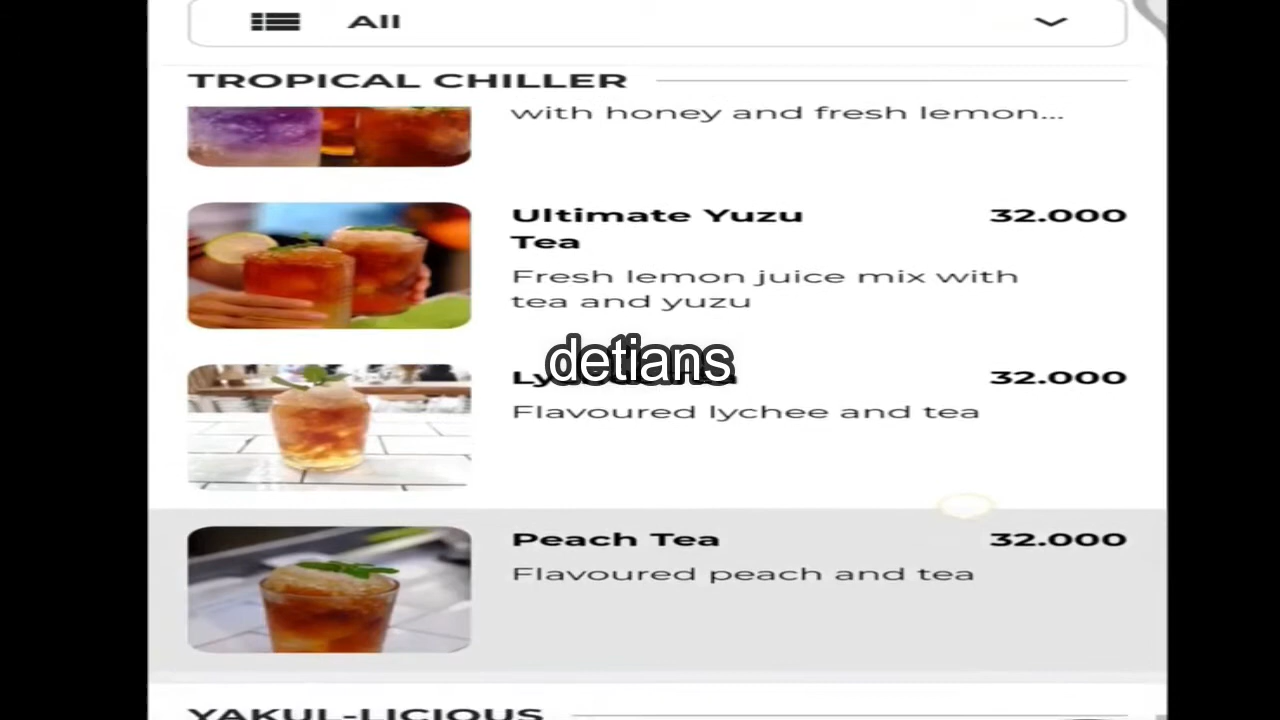 All
TROPICAL CHILLER
with honey and fresh lemon...
Ultimate Yuzu
Tea
32.000
Fresh lemon juice mix with
tea and yuzu
detians
32.000
Flavoured lychee and tea
Peach Tea
32.000
Flavoured peach and tea
YAKUL-LICIOUS